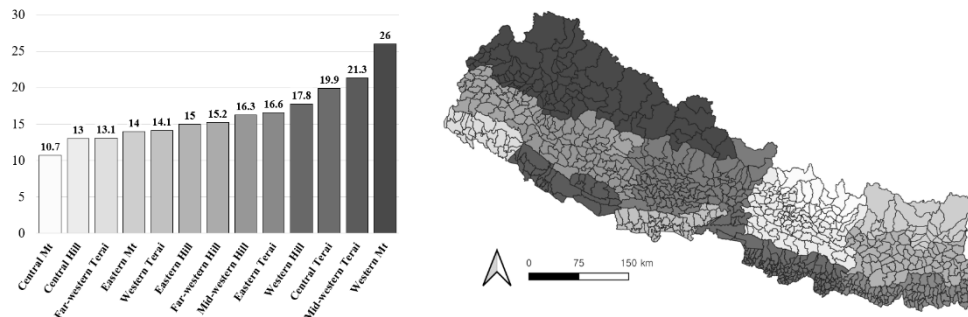 30
25
20
15
10
5
0
10.7
13
13.1
14
14.1
15
15.2
16.3
16.6
17.8
19.9
21.3
26
Central Mt
Central Hill
Far-western Terai
Eastern Mt
Western Terai
Eastern Hill
Far-western Hill
Mid-western Hill
Eastern Terai
Western Hill
Central Terai
Mid-western Terai
Western Mt
0 75 150 km